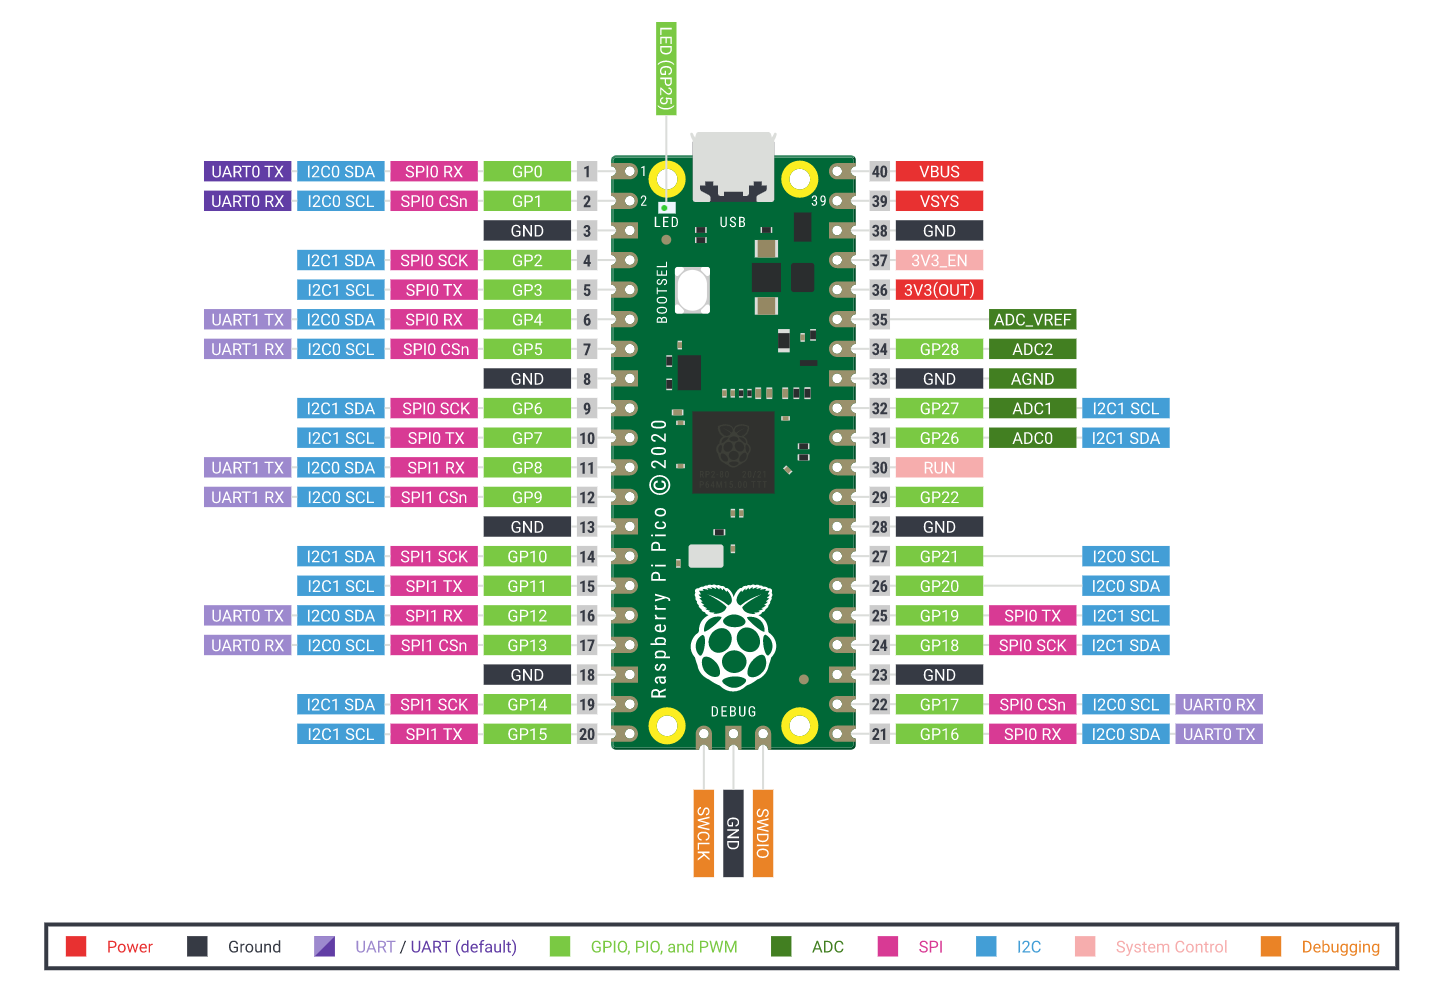 LED (GP25)
UART0 TX I2C0 SDA SPI0 RX GP0 1 1 40 VBUS
UART0 RX I2C0 SCL SPI0 CSn GP1 2 2 39 39 VSYS
LED USB
GND 3 38 GND
I2C1 SDA SPI0 SCK GP2 4 37 3V3_EN
I2C1 SCL SPI0 TX GP3 5 BOOTSEL 36 3V3(OUT)
UART1 TX I2C0 SDA SPI0 RX GP4 6 35 ADC_VREF
UART1 RX I2C0 SCL SPI0 CSn GP5 7 34 GP28 ADC2
GND 8 33 GND AGND
I2C1 SDA SPI0 SCK GP6 9 32 GP27 ADC1 I2C1 SCL
I2C1 SCL SPI0 TX GP7 10 31 GP26 ADC0 I2C1 SDA
UART1 TX I2C0 SDA SPI1 RX GP8 11 30 RUN
UART1 RX I2C0 SCL SPI1 CSn GP9 12 29 GP22
GND 13 28 GND
I2C1 SDA SPI1 SCK GP10 14 27 GP21 I2C0 SCL
I2C1 SCL SPI1 TX GP11 15 26 GP20 I2C0 SDA
UART0 TX I2C0 SDA SPI1 RX GP12 16 25 GP19 SPI0 TX I2C1 SCL
UART0 RX I2C0 SCL SPI1 CSn GP13 17 24 GP18 SPI0 SCK I2C1 SDA
GND 18 23 GND
I2C1 SDA SPI1 SCK GP14 19 22 GP17 SPI0 CSn I2C0 SCL UART0 RX
I2C1 SCL SPI1 TX GP15 20 21 GP16 SPI0 RX I2C0 SDA UART0 TX
Raspberry Pi Pico ©2020
DEBUG
SWCLK
GND
SWDIO
Power Ground UART / UART (default) GPIO, PIO, and PWM ADC SPI I2C System Control Debugging